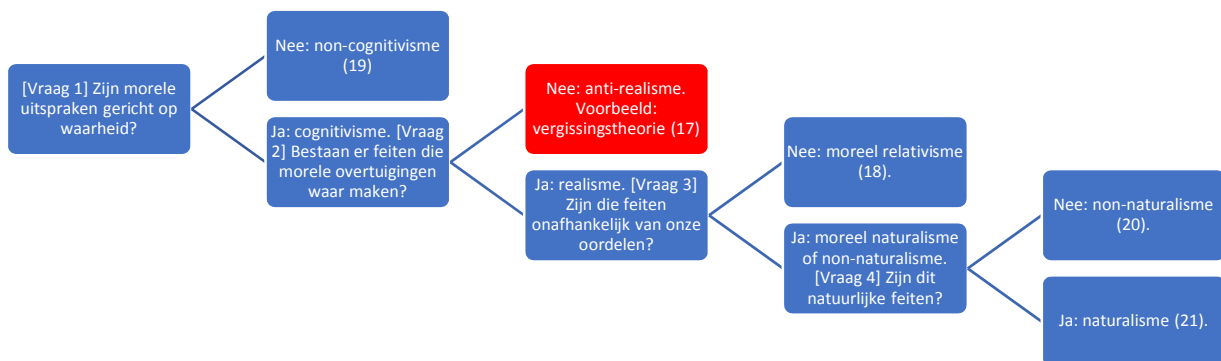 [Vraag 1] Zijn morele
uitspraken gericht op
waarheid?
Nee: non-cognitivisme
(19)
Ja: cognitivisme. [Vraag
2] Bestaan er feiten die
morele overtuigingen
waar maken?
Nee: anti-realisme.
Voorbeeld:
vergissingstheorie (17)
Ja: realisme. [Vraag 3]
Zijn die feiten
onafhankelijk van onze
oordelen?
Nee: moreel relativisme
(18).
Ja: moreel naturalisme
of non-naturalisme.
[Vraag 4] Zijn dit
natuurlijke feiten?
Nee: non-naturalisme
(20).
Ja: naturalisme (21).